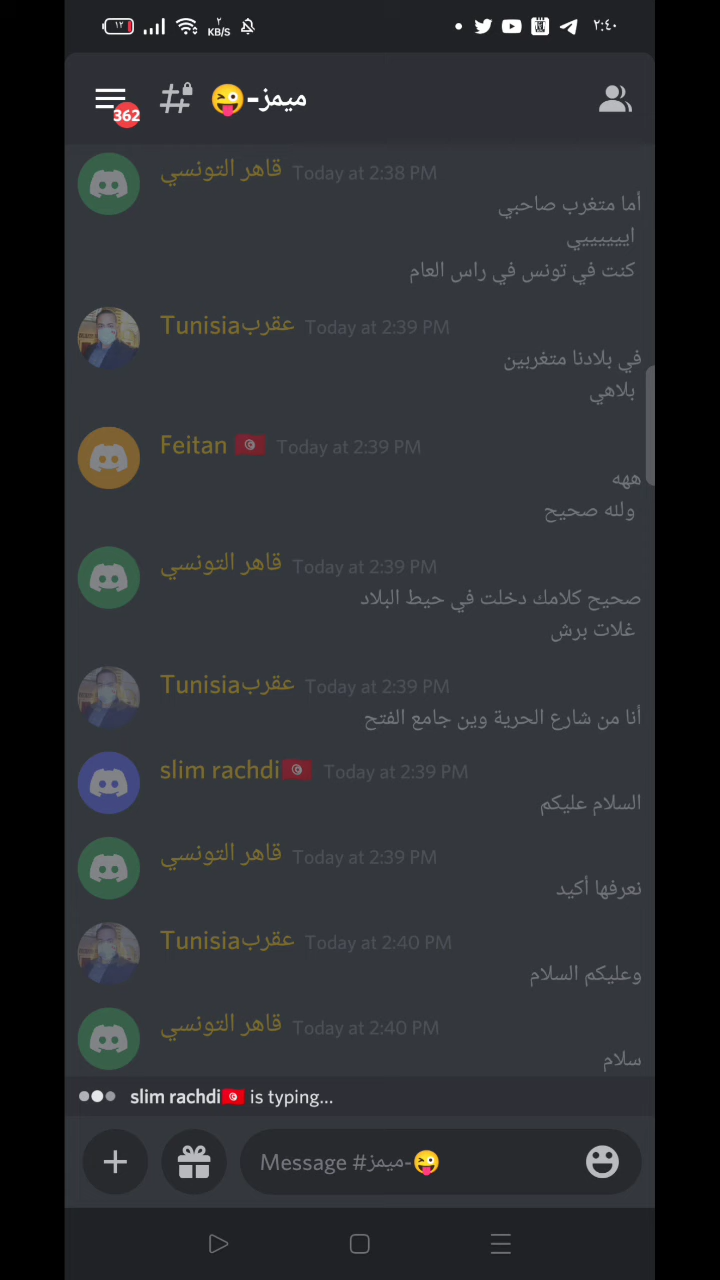 ١٢
٢
KB/S
٢:٤٠
362
ميمز-😜
قاهر التونسي Today at 2:38 PM
أما متغرب صاحبي
اييييييي
كنت في تونس في راس العام
Tunisiaعقرب Today at 2:39 PM
في بلادنا متغربين
بلاهي
Feitan 🇹🇳 Today at 2:39 PM
ههه
ولله صحيح
قاهر التونسي Today at 2:39 PM
صحيح كلامك دخلت في حيط البلاد
غلات برش
Tunisiaعقرب Today at 2:39 PM
أنا من شارع الحرية وين جامع الفتح
slim rachdi🇹🇳 Today at 2:39 PM
السلام عليكم
قاهر التونسي Today at 2:39 PM
نعرفها أكيد
Tunisiaعقرب Today at 2:40 PM
وعليكم السلام
قاهر التونسي Today at 2:40 PM
سلام
slim rachdi🇹🇳 is typing...
Message #ميمز-😜